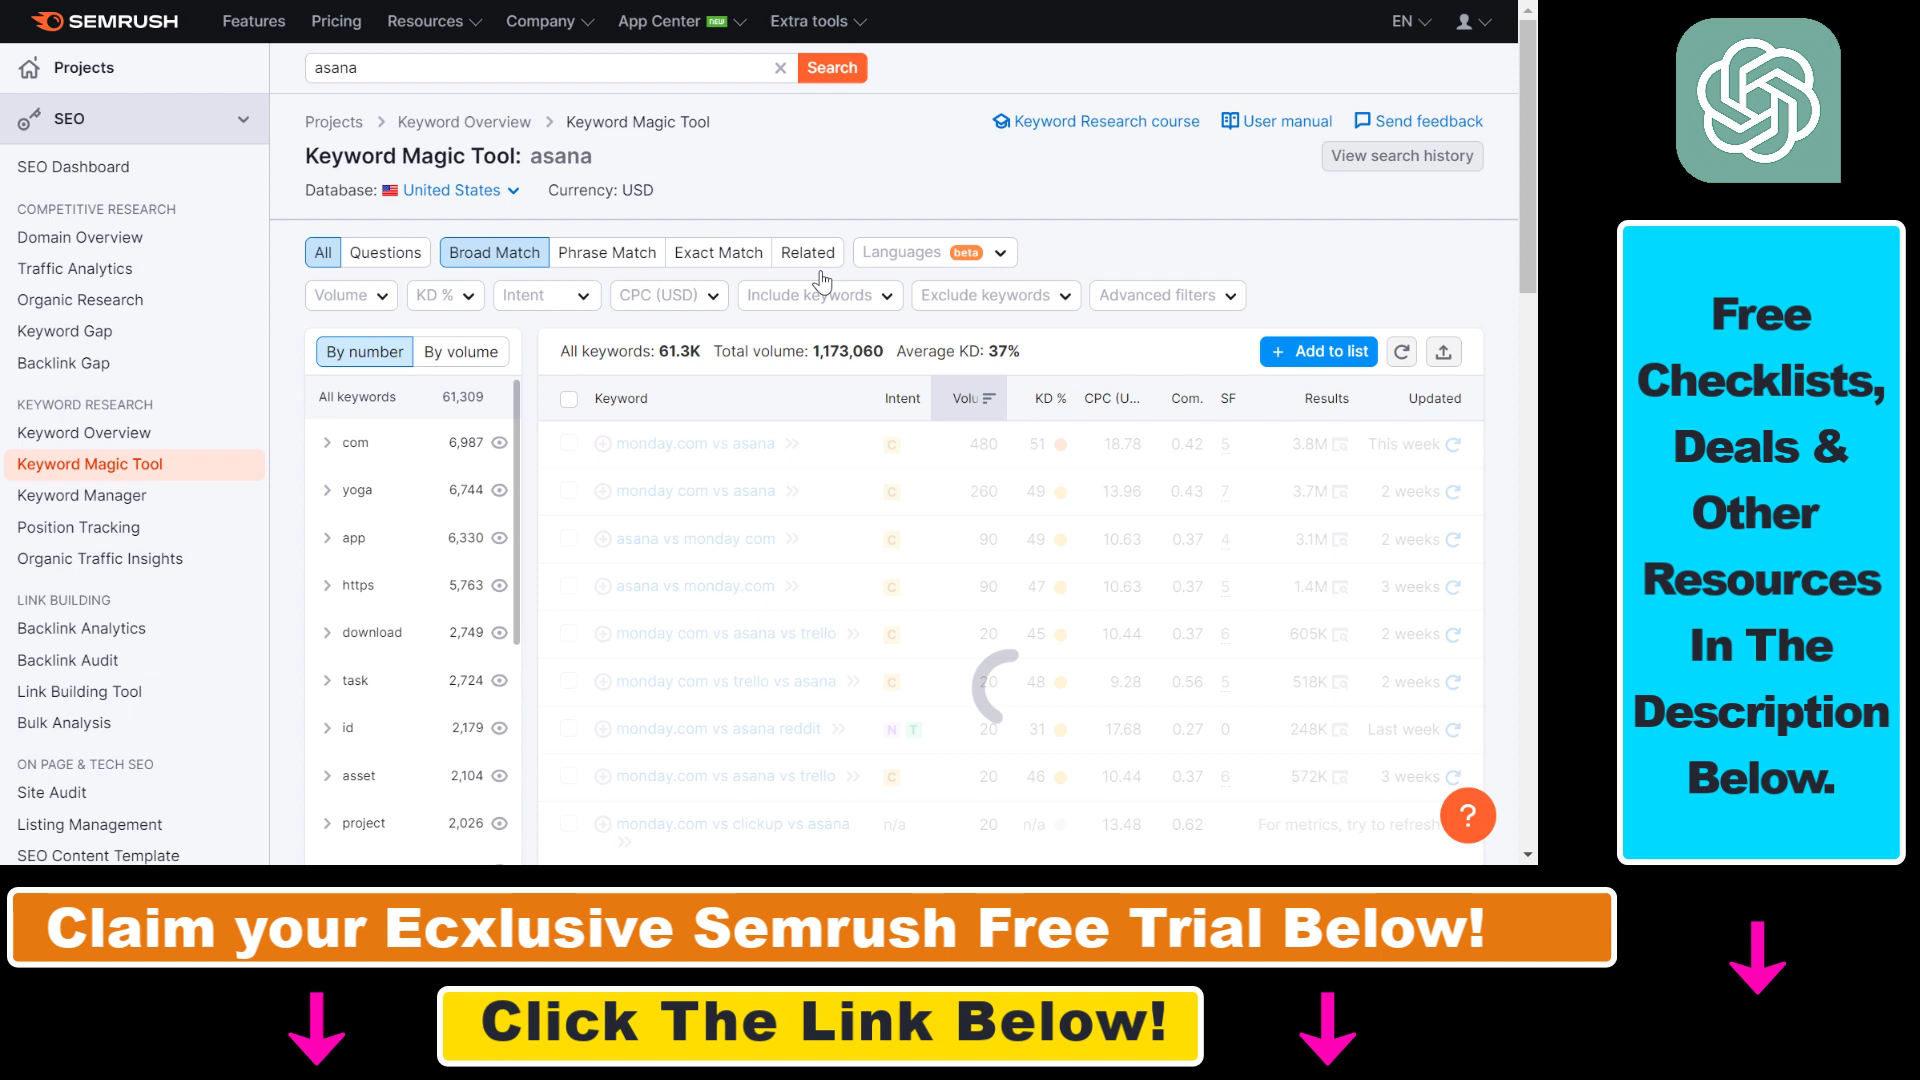 SEMRUSH Features Pricing Resources Company App Center NEW Extra tools EN
Projects
asana Search
SEO
Projects > Keyword Overview > Keyword Magic Tool
Keyword Research course User manual Send feedback
Keyword Magic Tool: asana
View search history
Database: United States Currency: USD
SEO Dashboard
COMPETITIVE RESEARCH
Domain Overview
Traffic Analytics
Organic Research
Keyword Gap
Backlink Gap
KEYWORD RESEARCH
Keyword Overview
Keyword Magic Tool
Keyword Manager
Position Tracking
Organic Traffic Insights
LINK BUILDING
Backlink Analytics
Backlink Audit
Link Building Tool
Bulk Analysis
ON PAGE & TECH SEO
Site Audit
Listing Management
SEO Content Template
All Questions Broad Match Phrase Match Exact Match Related Languages beta
Volume KD % Intent CPC (USD) Include keywords Exclude keywords Advanced filters
By number By volume
All keywords 61,309
com 6,987
yoga 6,744
app 6,330
https 5,763
download 2,749
task 2,724
id 2,179
asset 2,104
project 2,026
All keywords: 61.3K Total volume: 1,173,060 Average KD: 37%
+ Add to list
Keyword Intent Volu KD % CPC (U... Com. SF Results Updated
monday.com vs asana C 480 51 18.78 0.42 5 3.8M This week
monday com vs asana C 260 49 13.96 0.43 7 3.7M 2 weeks
asana vs monday com C 90 49 10.63 0.37 4 3.1M 2 weeks
asana vs monday.com C 90 47 10.63 0.37 5 1.4M 3 weeks
monday com vs asana vs trello C 20 45 10.44 0.37 6 605K 2 weeks
monday com vs trello vs asana C 20 48 9.28 0.56 5 518K 2 weeks
monday.com vs asana reddit N T 20 31 17.68 0.27 0 248K Last week
monday.com vs asana vs trello C 20 46 10.44 0.37 6 572K 3 weeks
monday.com vs clickup vs asana n/a 20 n/a 13.48 0.62 For metrics, try to refresh
?
Free
Checklists,
Deals &
Other
Resources
In The
Description
Below.
Claim your Ecxlusive Semrush Free Trial Below!
Click The Link Below!